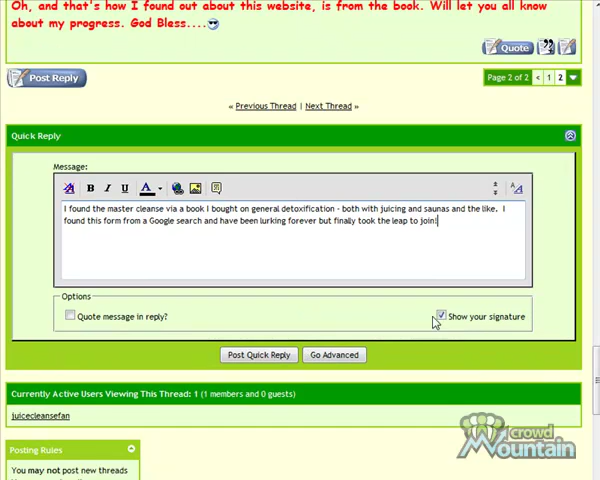 Oh, and that's how I found out about this website, is from the book. Will let you all know
about my progress. God Bless....
Quote
Post Reply
Page 2 of 2 < 1 2
« Previous Thread | Next Thread »
Quick Reply
Message:
B I U A
I found the master cleanse via a book I bought on general detoxification - both with juicing and saunas and the like. I
found this form from a Google search and have been lurking forever but finally took the leap to join!
Options
Quote message in reply?
Show your signature
Post Quick Reply Go Advanced
Currently Active Users Viewing This Thread: 1 (1 members and 0 guests)
juicecleansefan
crowd
Mountain
Posting Rules
You may not post new threads